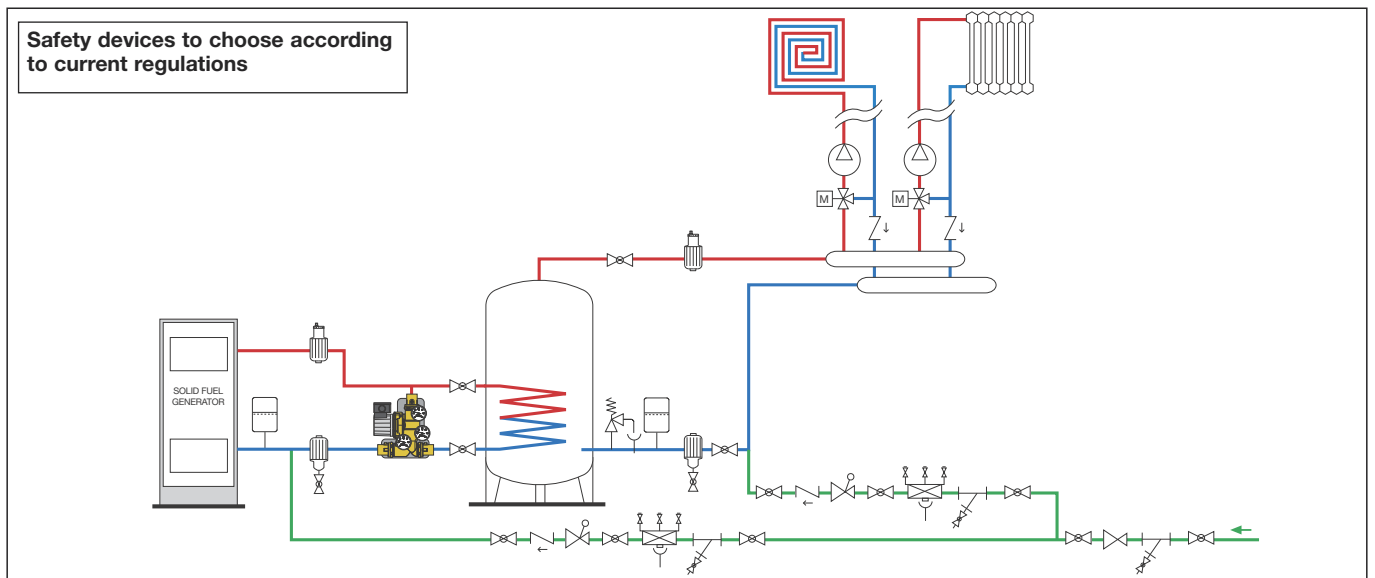 Safety devices to choose according
to current regulations
M
M
SOLID FUEL
GENERATOR